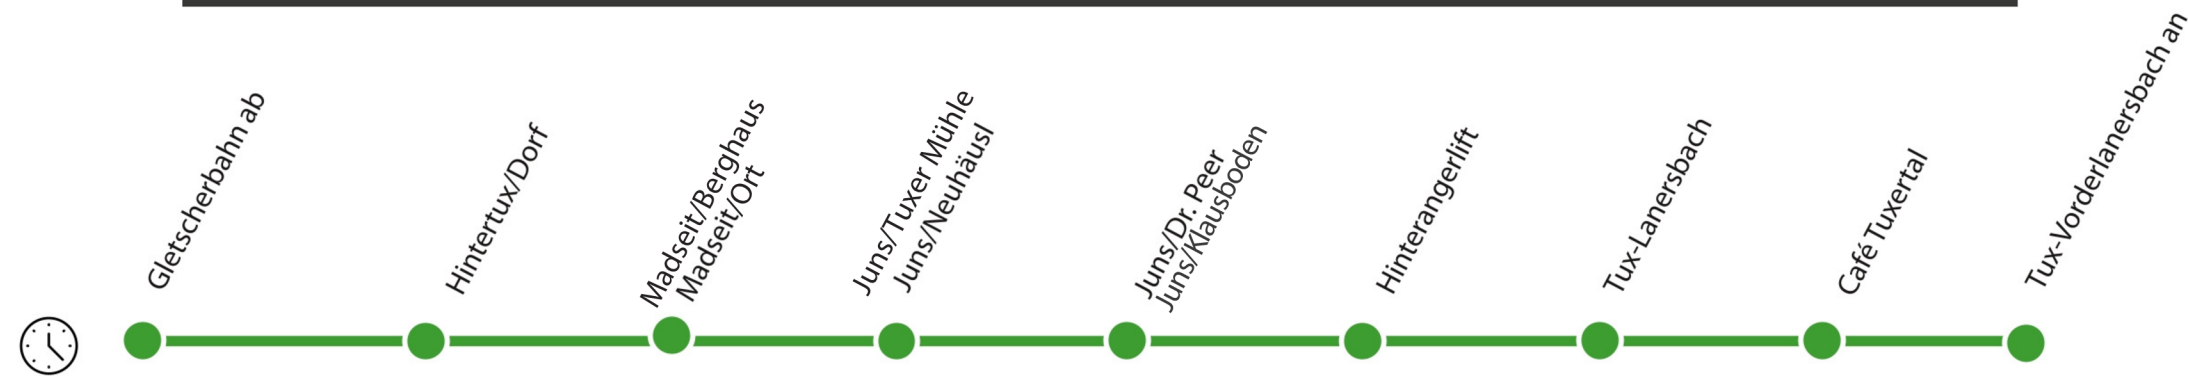 Gletscherbahn ab
Hintertux/Dorf
Madseit/Berghaus
Madseit/Ort
Juns/Tuxer Mühle
Juns/Neuhäusl
Juns/Dr. Peer
Juns/Klausboden
Hinterangerlift
Tux-Lanersbach
Café Tuxertal
Tux-Vorderlanersbach an